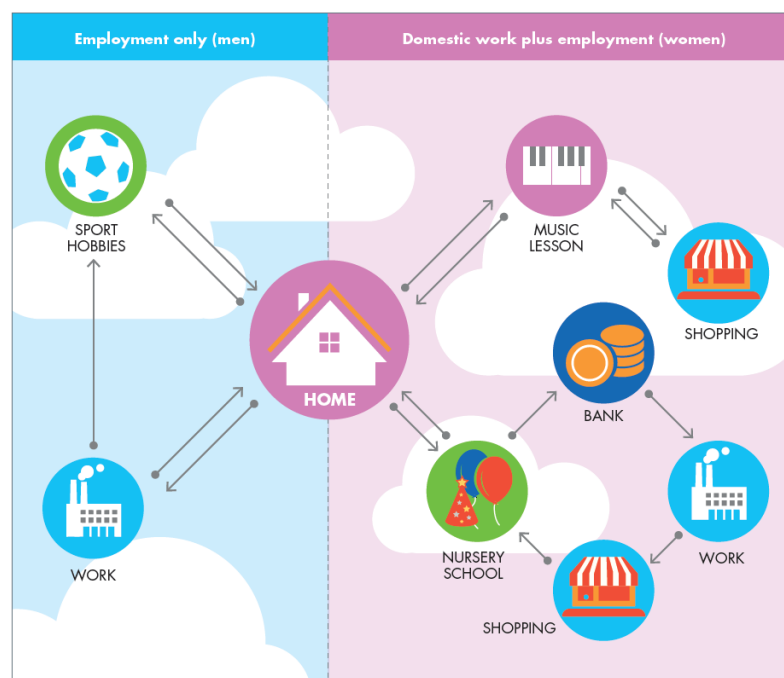 Employment only (men)
Domestic work plus employment (women)
SPORT
HOBBIES
MUSIC
LESSON
SHOPPING
HOME
BANK
WORK
NURSERY
SCHOOL
WORK
SHOPPING